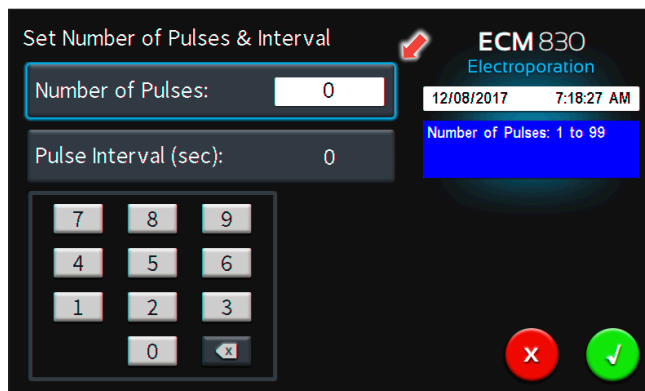 Set Number of Pulses & Interval
Number of Pulses: 0
Pulse Interval (sec): 0
7 8 9
4 5 6
1 2 3
0 x
ECM 830
Electroporation
12/08/2017 7:18:27 AM
Number of Pulses: 1 to 99
x